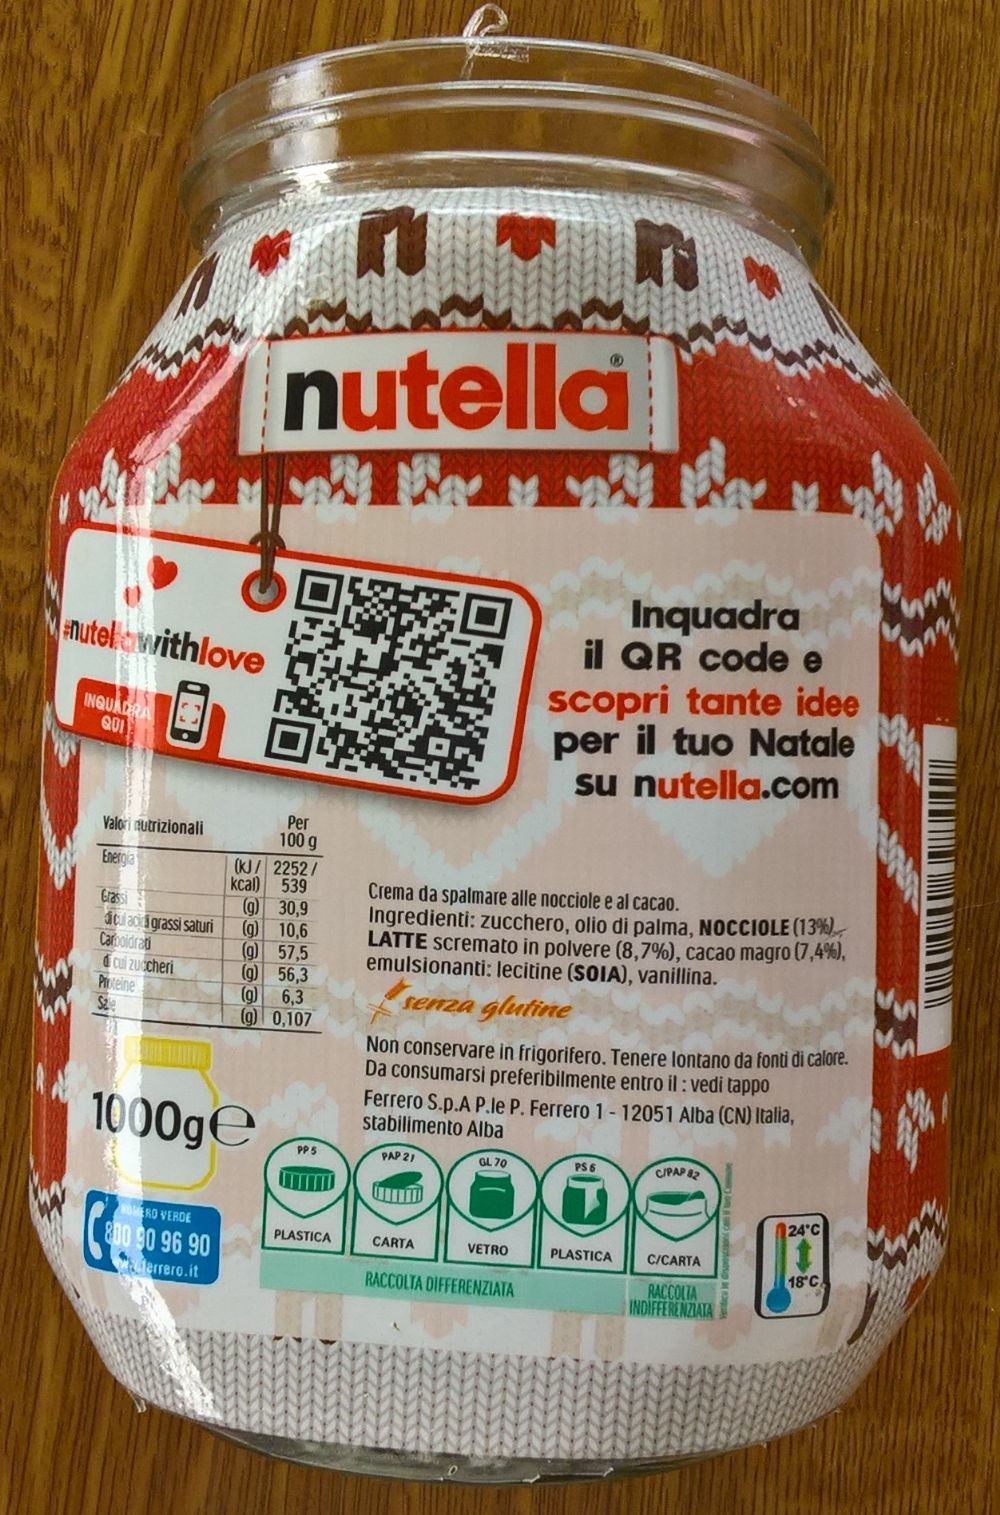 nutella®
#nutellawithlove
INQUADRA
QUI
Inquadra
il QR code e
scopri tante idee
per il tuo Natale
su nutella.com
Valori nutrizionali Per 100 g
Energia (kJ/ kcal) 2252/ 539
Grassi (g) 30,9
di cui acidi grassi saturi (g) 10,6
Carboidrati (g) 57,5
di cui zuccheri (g) 56,3
Proteine (g) 6,3
Sale (g) 0,107
Crema da spalmare alle nocciole e al cacao.
Ingredienti: zucchero, olio di palma, NOCCIOLE (13%),
LATTE scremato in polvere (8,7%), cacao magro (7,4%),
emulsionanti: lecitine (SOIA), vanillina.
senza glutine
Non conservare in frigorifero. Tenere lontano da fonti di calore.
Da consumarsi preferibilmente entro il : vedi tappo
Ferrero S.p.A P.le P. Ferrero 1 - 12051 Alba (CN) Italia,
stabilimento Alba
1000g℮
NUMERO VERDE
800 90 96 90
www.ferrero.it
PP 5 PAP 21 GL 70 PS 6 C/PAP 82
PLASTICA CARTA VETRO PLASTICA C/CARTA
RACCOLTA DIFFERENZIATA
RACCOLTA
INDIFFERENZIATA
24°C
18°C